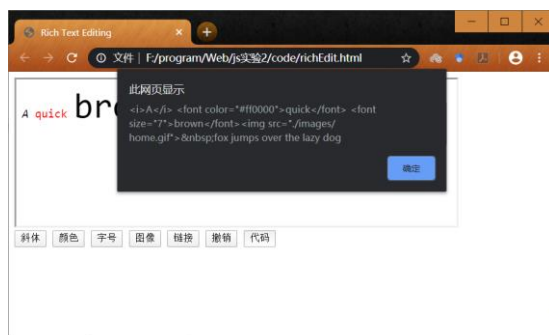 Rich Text Editing
文件 | F:/program/Web/js实验2/code/richEdit.html
此网页显示
<i>A</i> <font color="#ff0000">quick</font> <font
size="7">brown</font><img src="./images/
home.gif">&nbsp;fox jumps over the lazy dog
确定
A quick bro
斜体 颜色 字号 图像 链接 撤销 代码